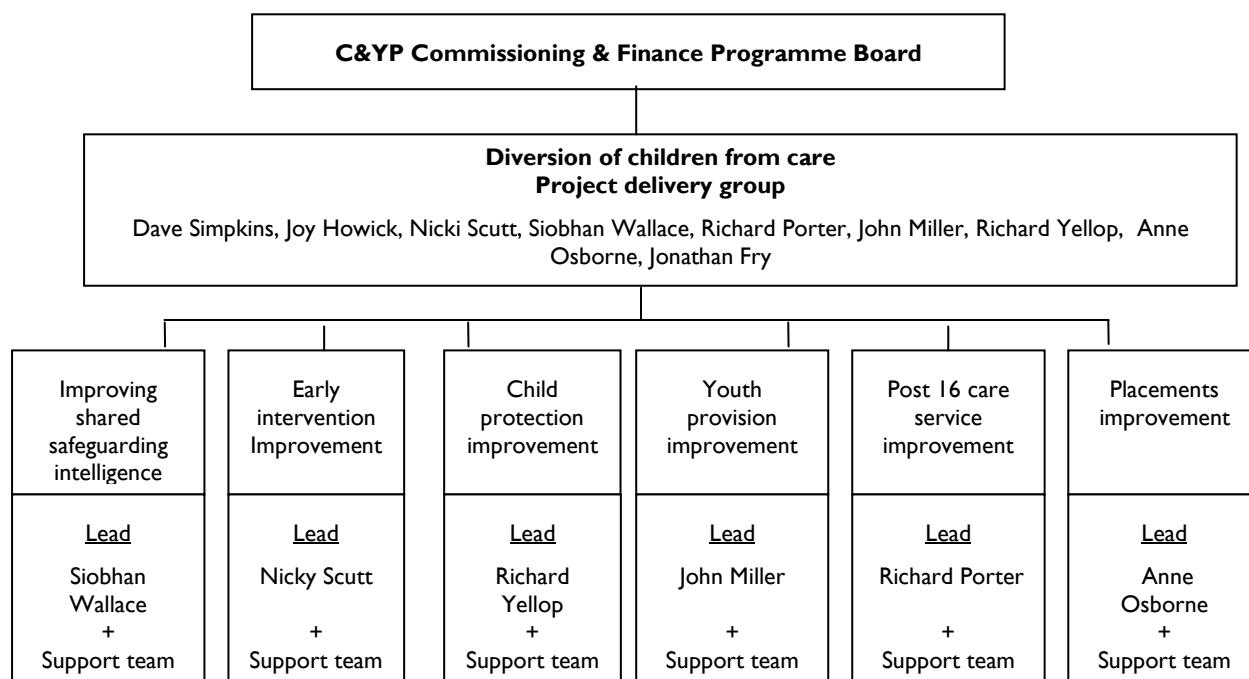 C&YP Commissioning & Finance Programme Board
Diversion of children from care
Project delivery group
Dave Simpkins, Joy Howick, Nicki Scutt, Siobhan Wallace, Richard Porter, John Miller, Richard Yellop, Anne
Osborne, Jonathan Fry
Improving
shared
safeguarding
intelligence
Lead
Siobhan
Wallace
+
Support team
Early
intervention
Improvement
Lead
Nicky Scutt
+
Support team
Child
protection
improvement
Lead
Richard
Yellop
+
Support team
Youth
provision
improvement
Lead
John Miller
+
Support team
Post 16 care
service
improvement
Lead
Richard Porter
+
Support team
Placements
improvement
Lead
Anne
Osborne
+
Support team